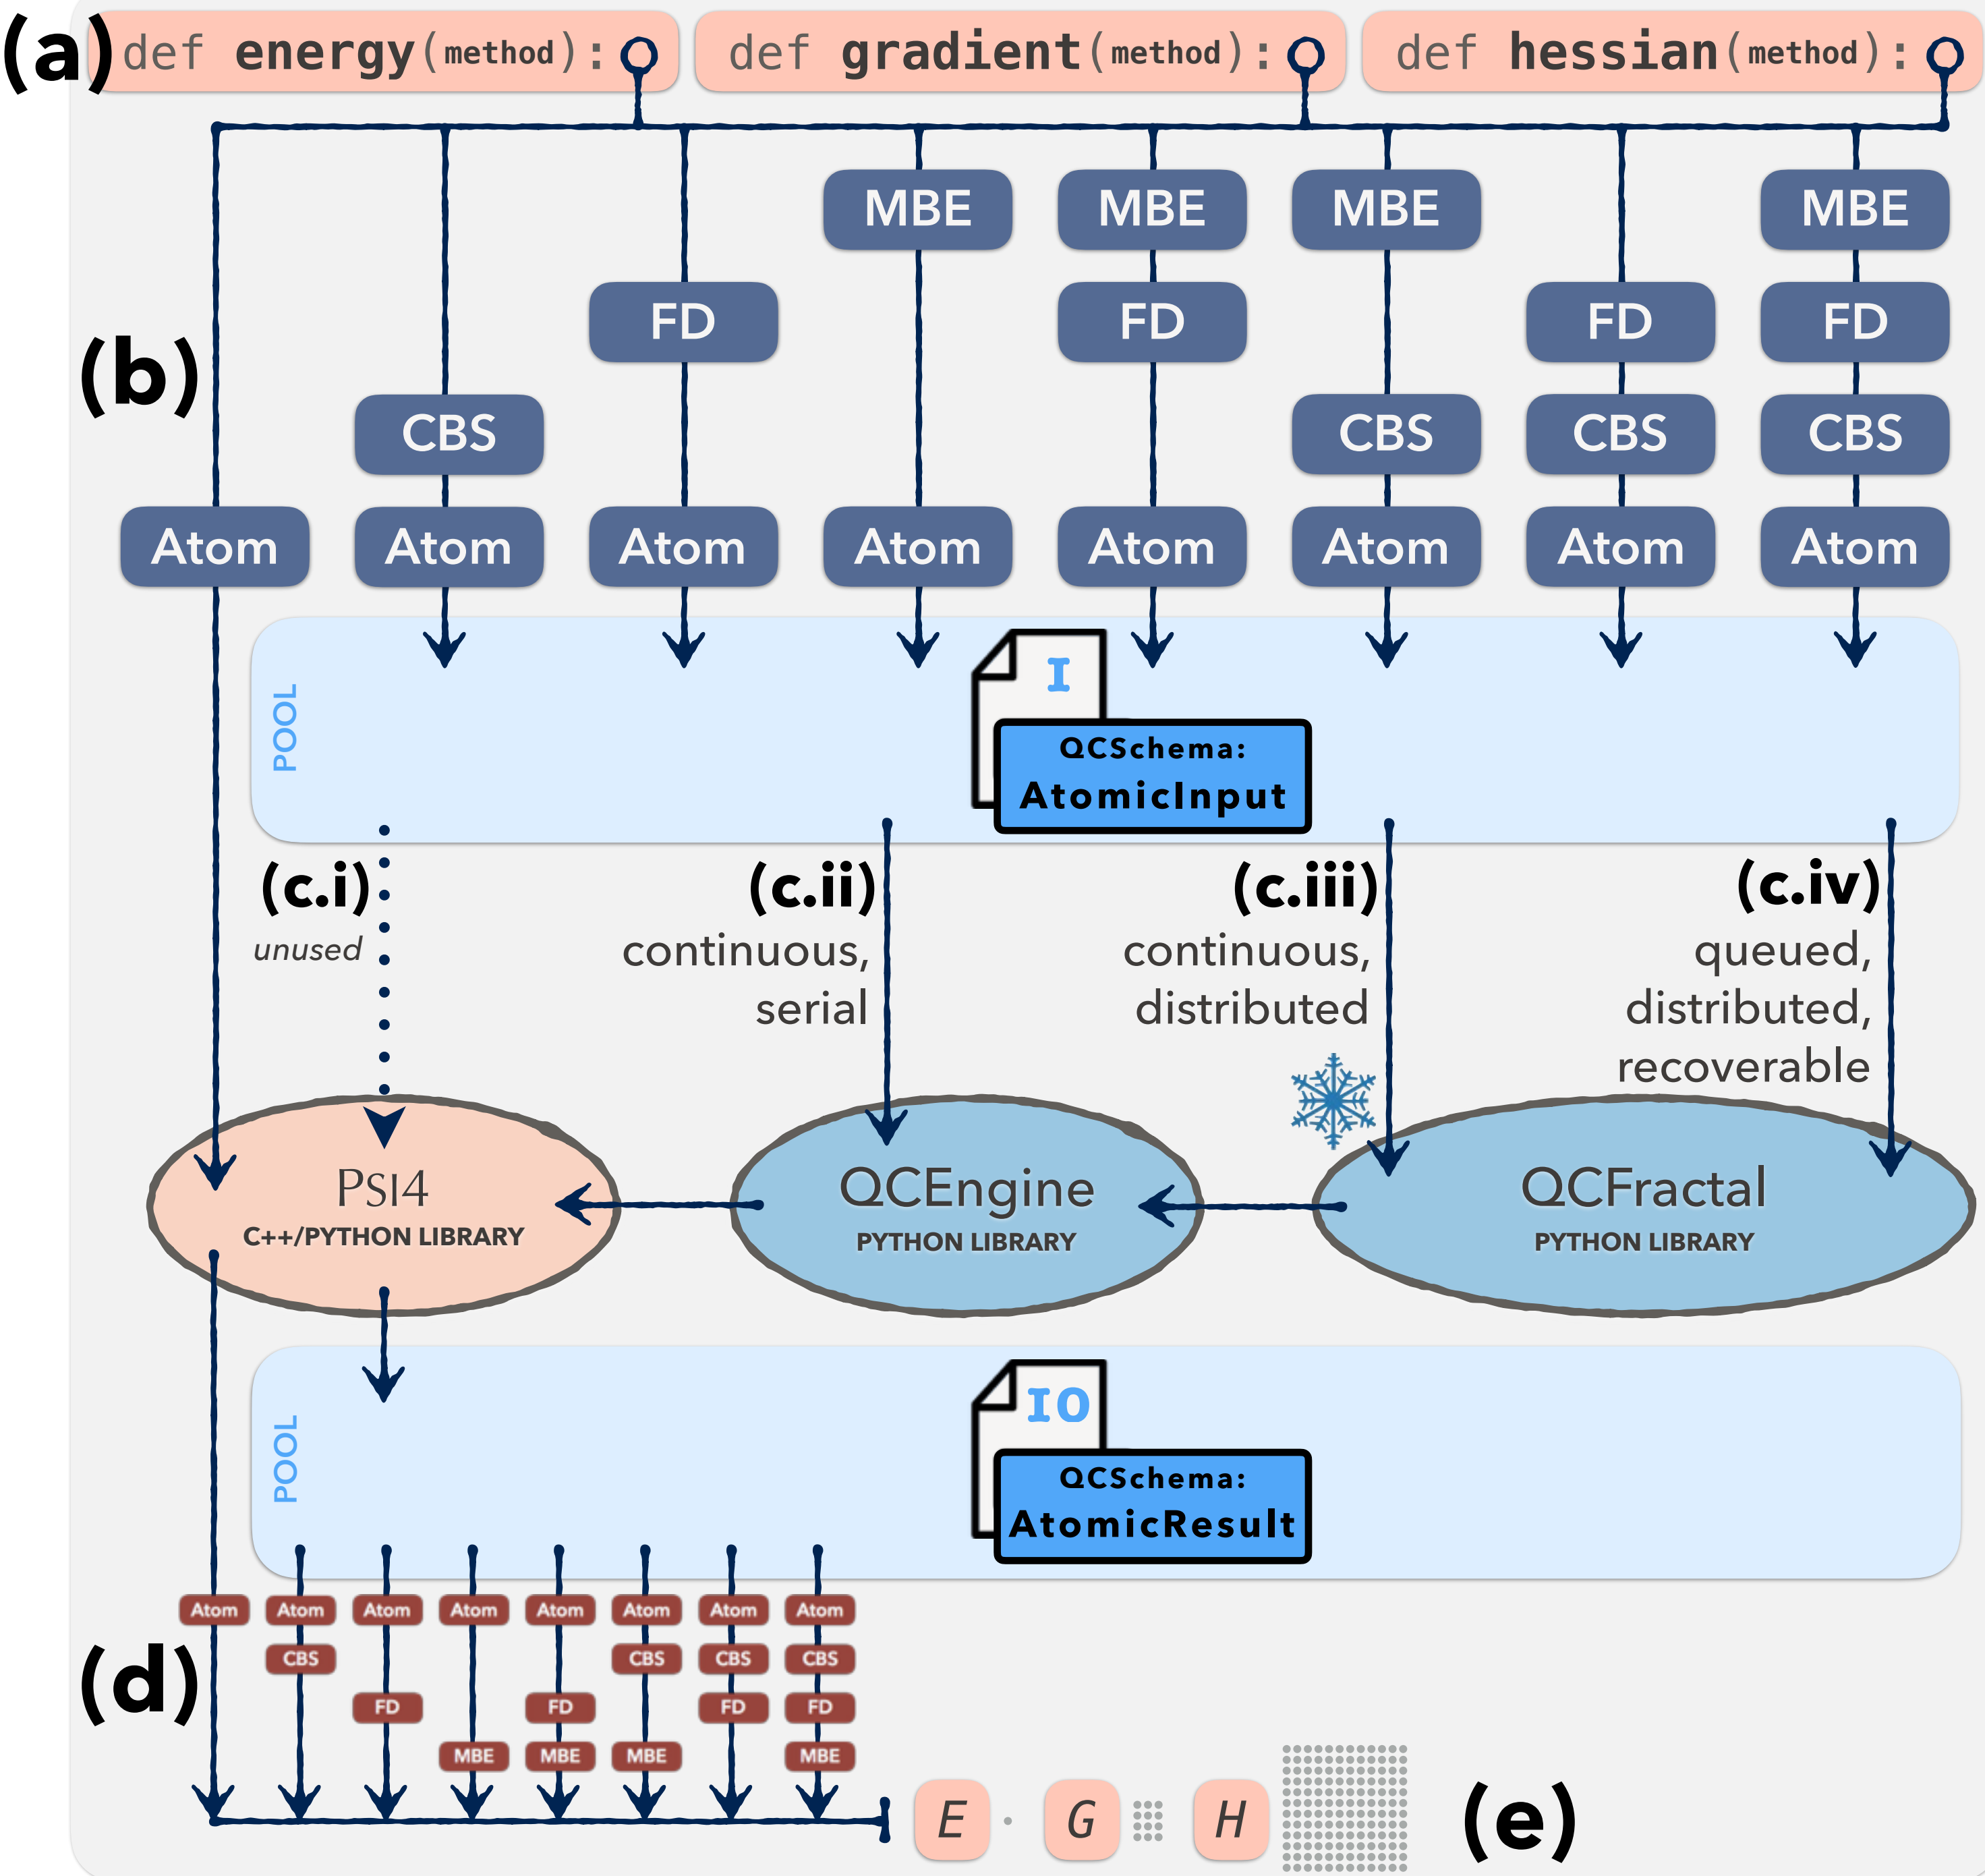 (a)
def energy(method):
def gradient(method):
def hessian(method):
MBE MBE MBE MBE
FD FD FD FD
(b)
CBS CBS CBS CBS
Atom Atom Atom Atom Atom Atom Atom Atom
POOL
I
QCSchema:
AtomicInput
(c.i)
unused
(c.ii)
continuous,
serial
(c.iii)
continuous,
distributed
(c.iv)
queued,
distributed,
recoverable
PSI4
C++/PYTHON LIBRARY
QCEngine
PYTHON LIBRARY
QCFractal
PYTHON LIBRARY
POOL
IO
QCSchema:
AtomicResult
Atom Atom Atom Atom Atom Atom Atom Atom
CBS CBS CBS CBS
(d)
FD FD FD FD
MBE MBE MBE MBE
E
G
H
(e)